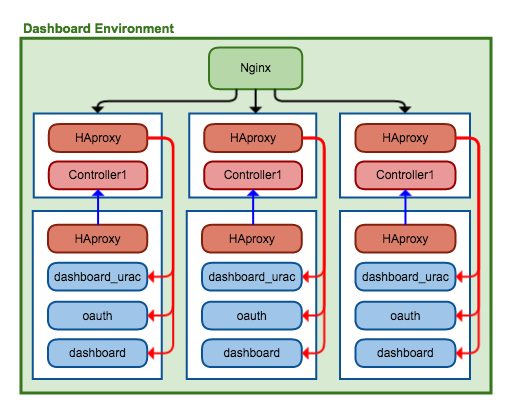 Dashboard Environment
Nginx
HAproxy
HAproxy
HAproxy
Controller1
Controller1
Controller1
HAproxy
HAproxy
HAproxy
dashboard_urac
dashboard_urac
dashboard_urac
oauth
oauth
oauth
dashboard
dashboard
dashboard